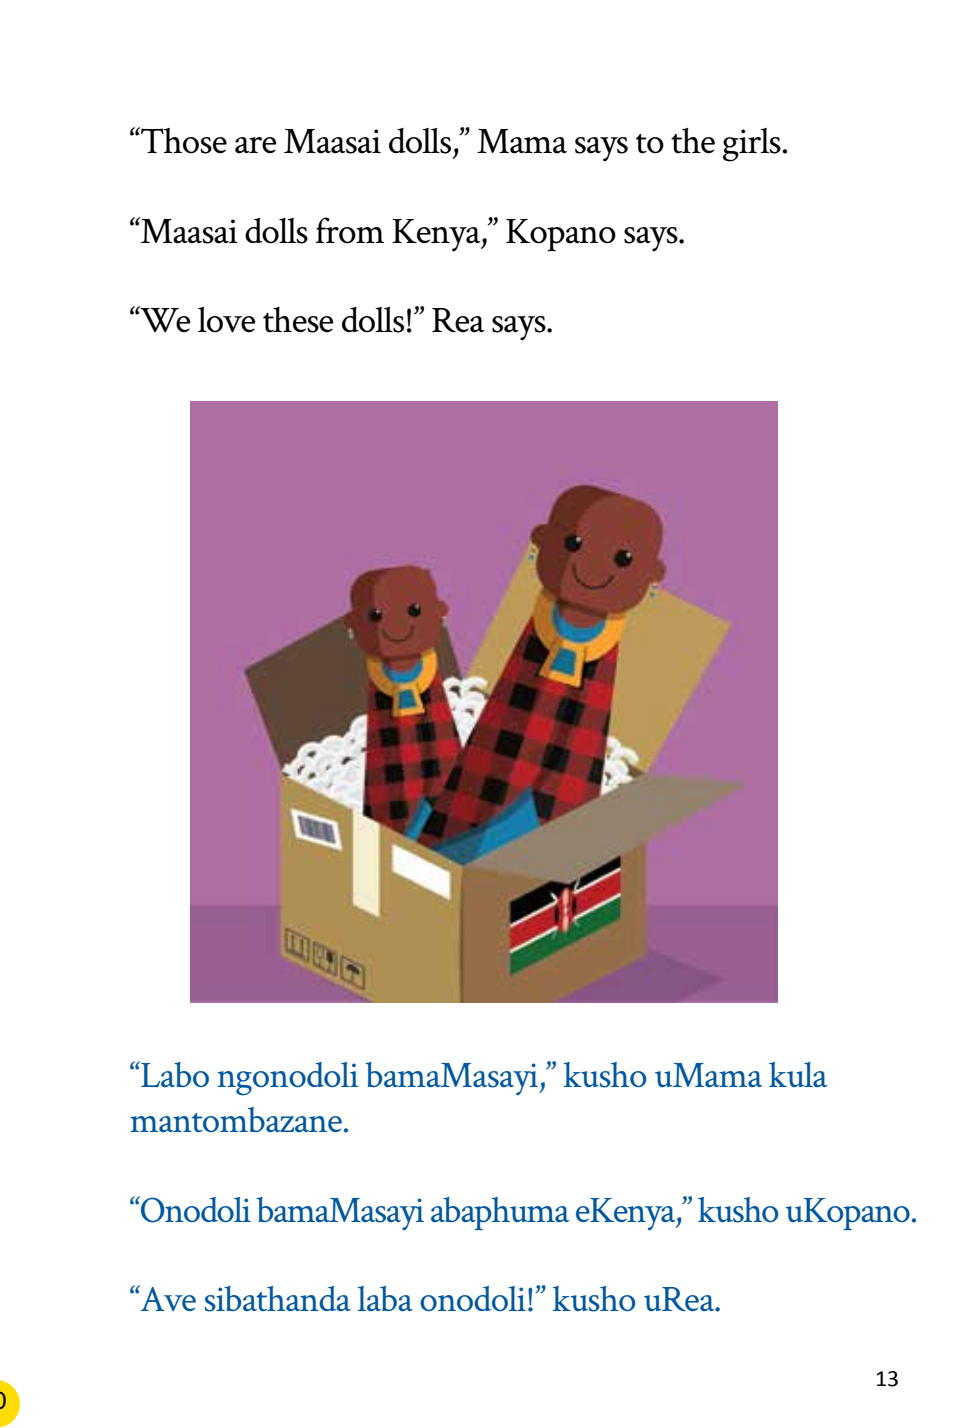 “Those are Maasai dolls,” Mama says to the girls.
“Maasai dolls from Kenya,” Kopano says.
“We love these dolls!” Rea says.
“Labo ngonodoli bamaMasayi,” kusho uMama kula
mantombazane.
“Onodoli bamaMasayi abaphuma eKenya,” kusho uKopano.
“Ave sibathanda laba onodoli!” kusho uRea.
13
0